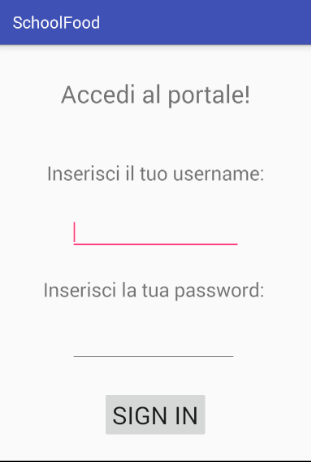 SchoolFood
Accedi al portale!
Inserisci il tuo username:
Inserisci la tua password:
SIGN IN